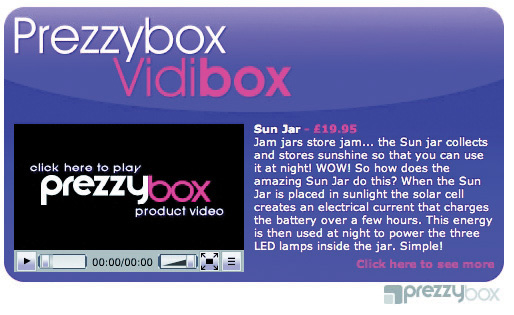 Prezzybox
Vidibox
click here to play
prezzybox
product video
00:00/00:00
Sun Jar - £19.95
Jam jars store jam... the Sun jar collects
and stores sunshine so that you can use
it at night! WOW! So how does the
amazing Sun Jar do this? When the Sun
Jar is placed in sunlight the solar cell
creates an electrical current that charges
the battery over a few hours. This energy
is then used at night to power the three
LED lamps inside the jar. Simple!
Click here to see more
prezzybox